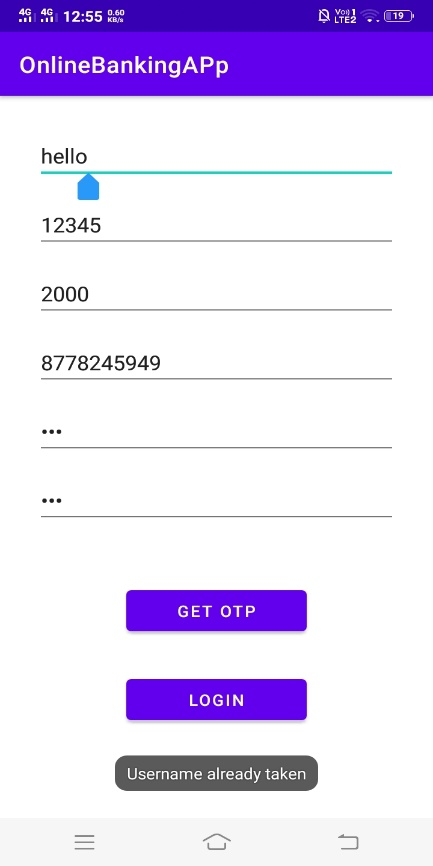 4G 4G 12:55 0.60 KB/s Vo)) 1 LTE2 19
OnlineBankingAPp
hello
12345
2000
8778245949
•••
•••
GET OTP
LOGIN
Username already taken